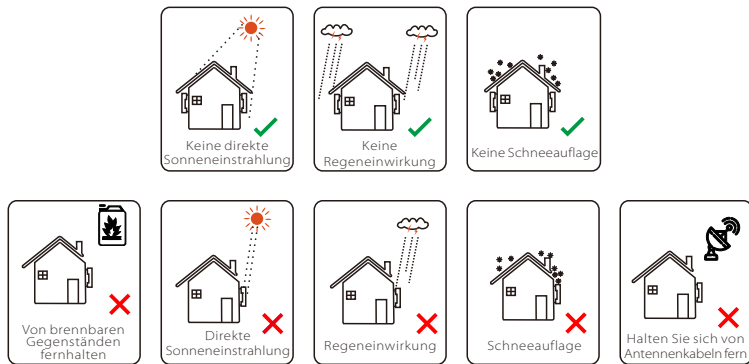 Keine direkte
Sonneneinstrahlung
Keine
Regeneinwirkung
Keine Schneeauflage
Von brennbaren
Gegenständen
fernhalten
Direkte
Sonneneinstrahlung
Regeneinwirkung
Schneeauflage
Halten Sie sich von
Antennenkabeln fern